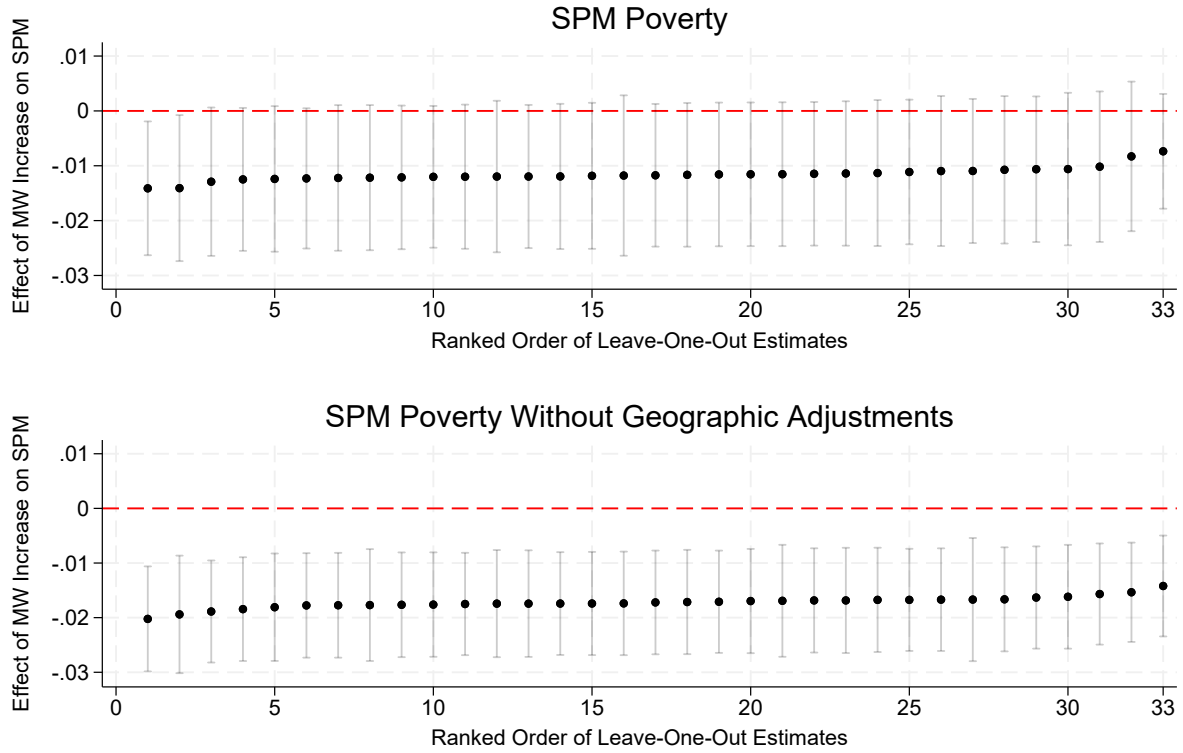 SPM Poverty
Effect of MW Increase on SPM
.01
0
-.01
-.02
-.03
0 5 10 15 20 25 30 33
Ranked Order of Leave-One-Out Estimates
SPM Poverty Without Geographic Adjustments
Effect of MW Increase on SPM
.01
0
-.01
-.02
-.03
0 5 10 15 20 25 30 33
Ranked Order of Leave-One-Out Estimates